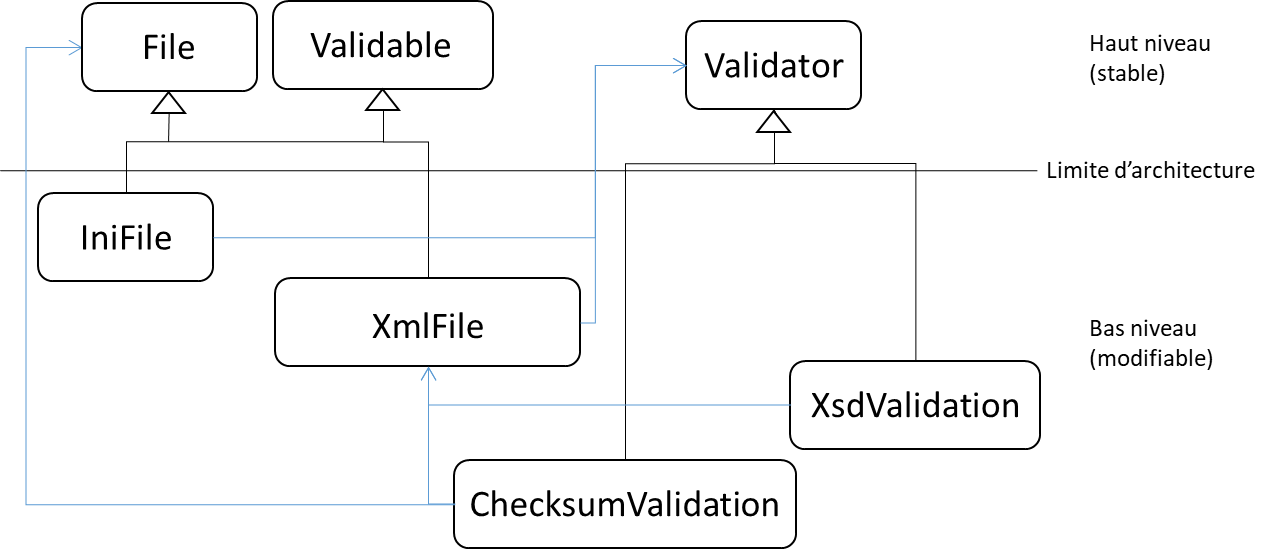 File
Validable
Validator
Haut niveau
(stable)
Limite d’architecture
IniFile
XmlFile
Bas niveau
(modifiable)
XsdValidation
ChecksumValidation